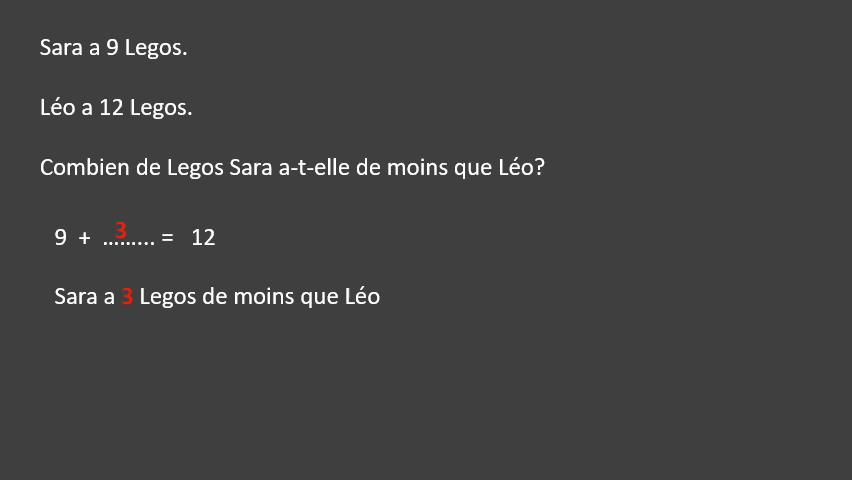 Sara a 9 Legos.
Léo a 12 Legos.
Combien de Legos Sara a-t-elle de moins que Léo?
9 + ...3...... = 12
Sara a 3 Legos de moins que Léo